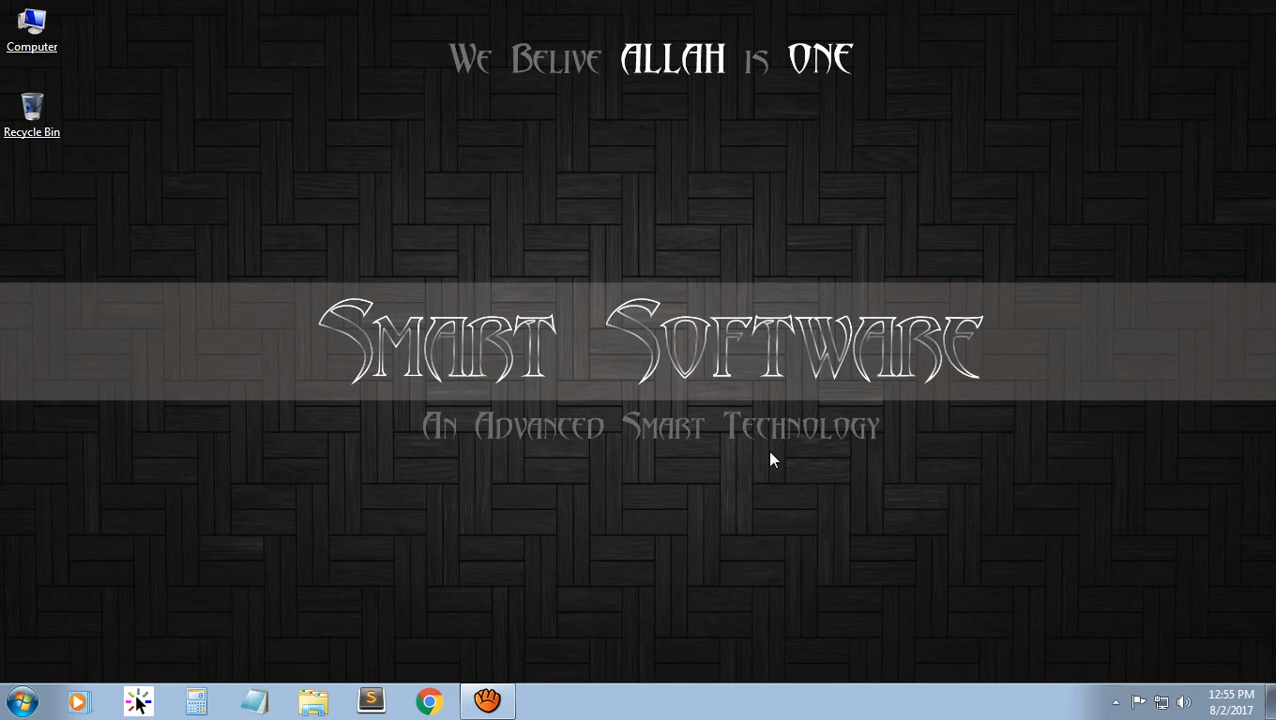 Computer
We Belive ALLAH is ONE
Recycle Bin
Smart Software
An Advanced Smart Technology
S
12:55 PM
8/2/2017